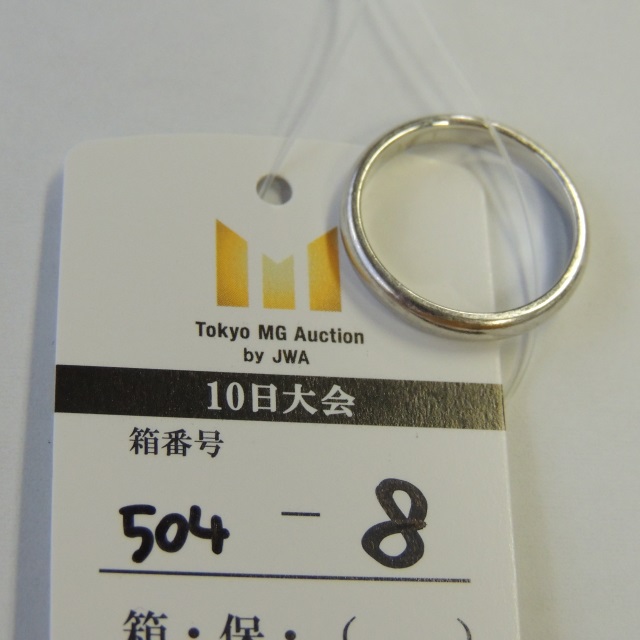 Tokyo MG Auction
by JWA
10日大会
箱番号
504 - 8
箱・保・(　　)